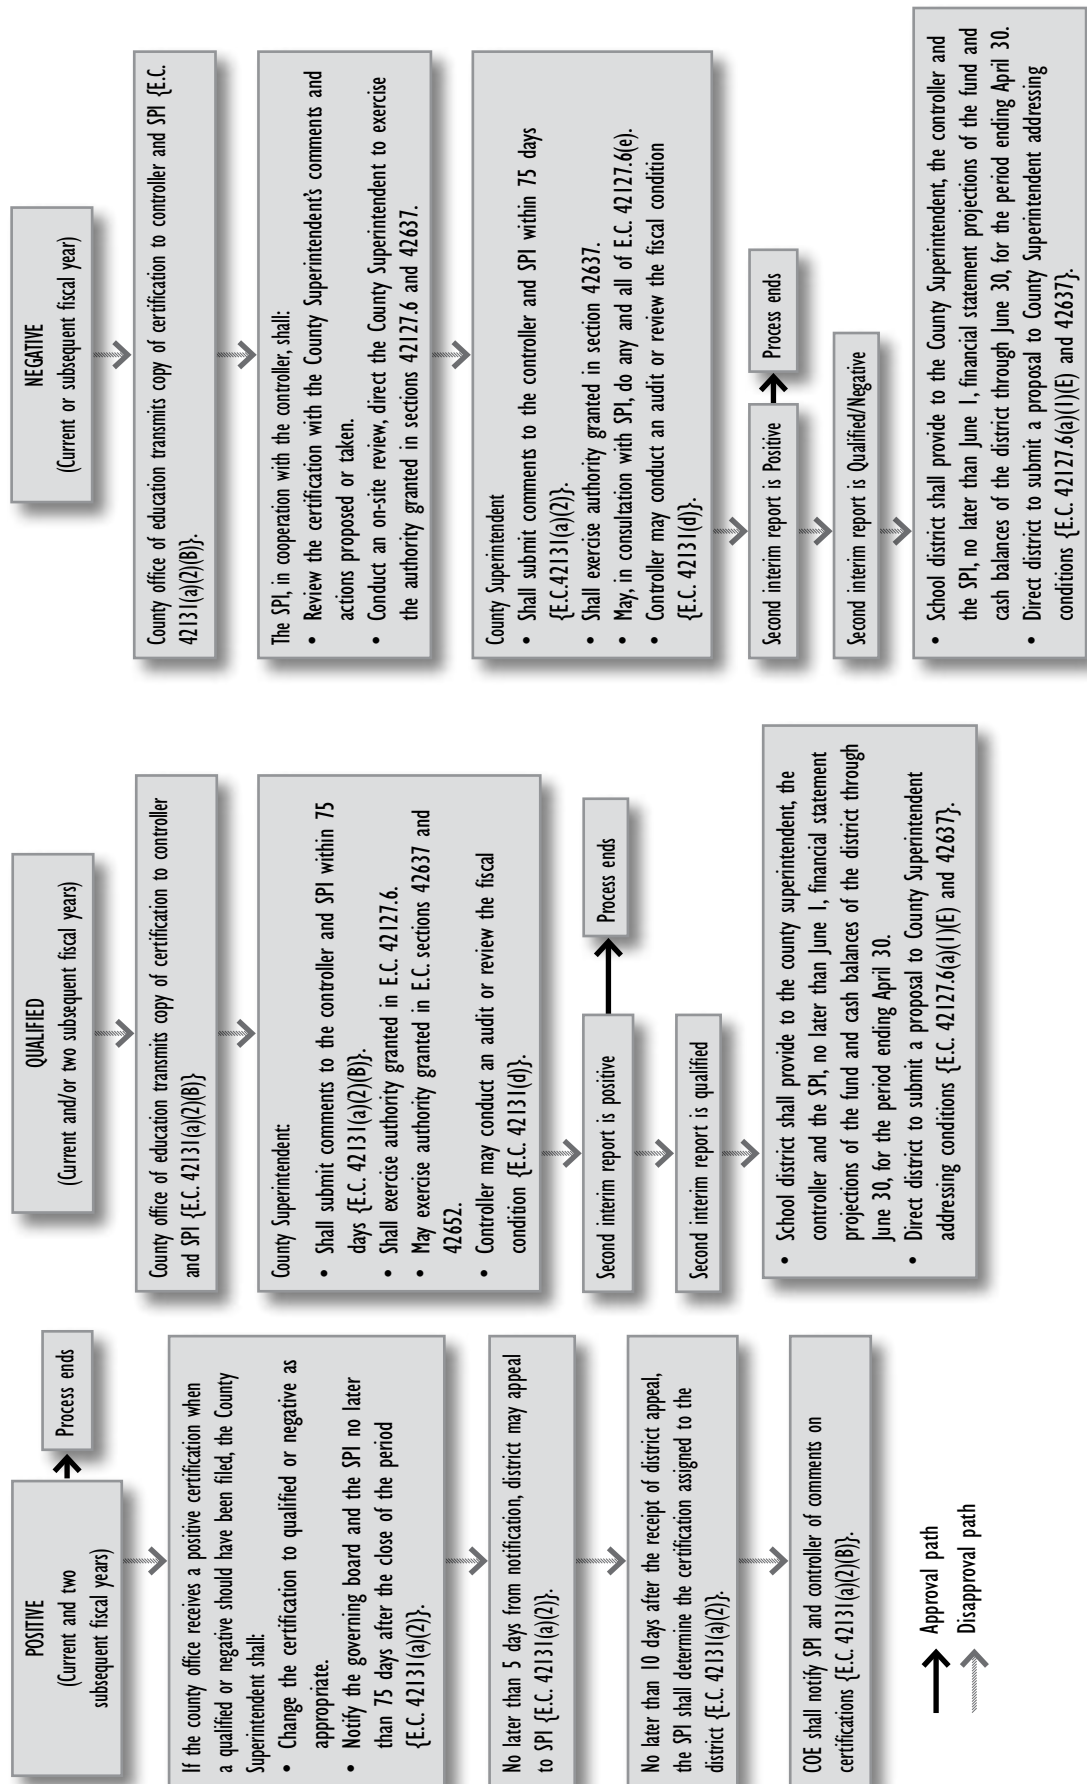 POSITIVE
(Current and two
subsequent fiscal years)
Process ends
If the county office receives a positive certification when
a qualified or negative should have been filed, the County
Superintendent shall:
• Change the certification to qualified or negative as
appropriate.
• Notify the governing board and the SPI no later
than 75 days after the close of the period
{E.C. 42131(a)(2)}.
No later than 5 days from notification, district may appeal
to SPI {E.C. 42131(a)(2)}.
No later than 10 days after the receipt of district appeal,
the SPI shall determine the certification assigned to the
district {E.C. 42131(a)(2)}.
COE shall notify SPI and controller of comments on
certifications {E.C. 42131(a)(2)(B)}.
Approval path
Disapproval path
QUALIFIED
(Current and/or two subsequent fiscal years)
County office of education transmits copy of certification to controller
and SPI {E.C. 42131(a)(2)(B)}
County Superintendent:
• Shall submit comments to the controller and SPI within 75
days {E.C. 42131(a)(2)(B)}.
• Shall exercise authority granted in E.C. 42127.6.
• May exercise authority granted in E.C. sections 42637 and
42652.
• Controller may conduct an audit or review the fiscal
condition {E.C. 42131(d)}.
Second interim report is positive
Process ends
Second interim report is qualified
• School district shall provide to the county superintendent, the
controller and the SPI, no later than June 1, financial statement
projections of the fund and cash balances of the district through
June 30, for the period ending April 30.
• Direct district to submit a proposal to County Superintendent
addressing conditions {E.C. 42127.6(a)(1)(E) and 42637}.
NEGATIVE
(Current or subsequent fiscal year)
County office of education transmits copy of certification to controller and SPI {E.C.
42131(a)(2)(B)}.
The SPI, in cooperation with the controller, shall:
• Review the certification with the County Superintendent's comments and
actions proposed or taken.
• Conduct an on-site review, direct the County Superintendent to exercise
the authority granted in sections 42127.6 and 42637.
County Superintendent
• Shall submit comments to the controller and SPI within 75 days
{E.C.42131(a)(2)}.
• Shall exercise authority granted in section 42637.
• May, in consultation with SPI, do any and all of E.C. 42127.6(e).
• Controller may conduct an audit or review the fiscal condition
{E.C. 42131(d)}.
Second interim report is Positive
Process ends
Second interim report is Qualified/Negative
• School district shall provide to the County Superintendent, the controller and
the SPI, no later than June 1, financial statement projections of the fund and
cash balances of the district through June 30, for the period ending April 30.
• Direct district to submit a proposal to County Superintendent addressing
conditions {E.C. 42127.6(a)(1)(E) and 42637}.